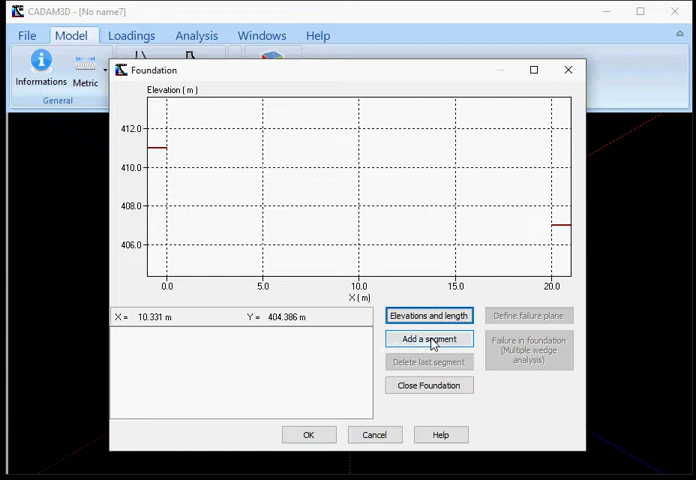 CADAM3D - [No name7]
File Model Loadings Analysis Windows Help
Informations Metric
General
Foundation
Elevation ( m )
412.0
410.0
408.0
406.0
0.0 5.0 10.0 15.0 20.0
X ( m )
X = 10.331 m Y = 404.386 m
Elevations and length
Add a segment
Delete last segment
Close Foundation
Define failure plane
Failure in foundation
(Multiple wedge
analysis)
OK Cancel Help